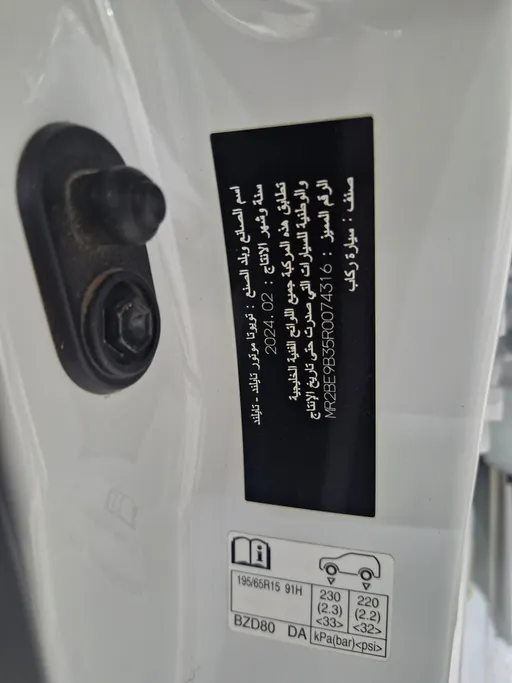 اسم الصانع وبلد الصنع : تويوتا موتور تايلند - تايلند
سنة وشهر الانتاج : 2024.02
تطابق هذه المركبة جميع اللوائح الفنية الخليجية
والوطنية للسيارات التي صدرت حتى تاريخ الإنتاج
الرقم المميز : MR2BE9B35R0074316
صنف : سيارة ركاب
195/65R15 91H
230 220
(2.3) (2.2)
<33> <32>
BZD80 DA kPa(bar)<psi>